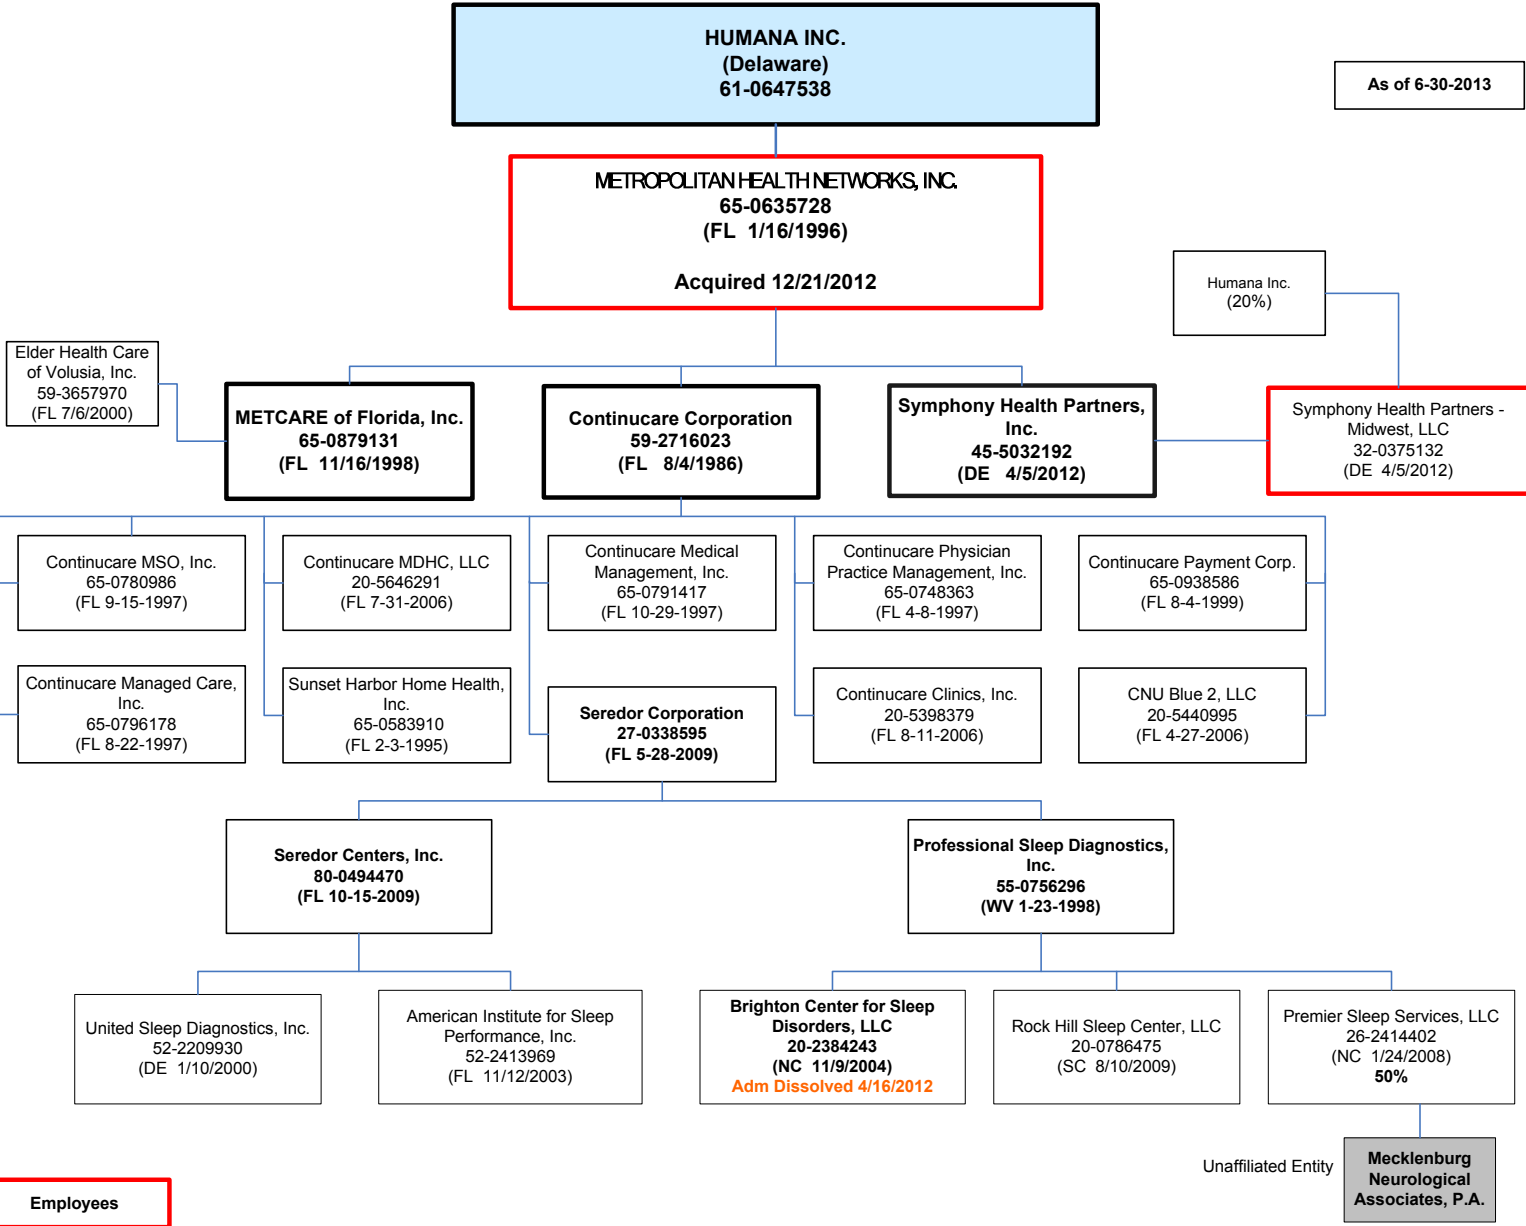 HUMANA INC.
(Delaware)
61-0647538
As of 6-30-2013
METROPOLITAN HEALTH NETWORKS, INC.
65-0635728
(FL 1/16/1996)
Acquired 12/21/2012
Humana Inc.
(20%)
Elder Health Care
of Volusia, Inc.
59-3657970
(FL 7/6/2000)
METCARE of Florida, Inc.
65-0879131
(FL 11/16/1998)
Continucare Corporation
59-2716023
(FL 8/4/1986)
Symphony Health Partners,
Inc.
45-5032192
(DE 4/5/2012)
Symphony Health Partners -
Midwest, LLC
32-0375132
(DE 4/5/2012)
Continucare MSO, Inc.
65-0780986
(FL 9-15-1997)
Continucare MDHC, LLC
20-5646291
(FL 7-31-2006)
Continucare Medical
Management, Inc.
65-0791417
(FL 10-29-1997)
Continucare Physician
Practice Management, Inc.
65-0748363
(FL 4-8-1997)
Continucare Payment Corp.
65-0938586
(FL 8-4-1999)
Continucare Managed Care,
Inc.
65-0796178
(FL 8-22-1997)
Sunset Harbor Home Health,
Inc.
65-0583910
(FL 2-3-1995)
Seredor Corporation
27-0338595
(FL 5-28-2009)
Continucare Clinics, Inc.
20-5398379
(FL 8-11-2006)
CNU Blue 2, LLC
20-5440995
(FL 4-27-2006)
Seredor Centers, Inc.
80-0494470
(FL 10-15-2009)
Professional Sleep Diagnostics,
Inc.
55-0756296
(WV 1-23-1998)
United Sleep Diagnostics, Inc.
52-2209930
(DE 1/10/2000)
American Institute for Sleep
Performance, Inc.
52-2413969
(FL 11/12/2003)
Brighton Center for Sleep
Disorders, LLC
20-2384243
(NC 11/9/2004)
Adm Dissolved 4/16/2012
Rock Hill Sleep Center, LLC
20-0786475
(SC 8/10/2009)
Premier Sleep Services, LLC
26-2414402
(NC 1/24/2008)
50%
Unaffiliated Entity
Mecklenburg
Neurological
Associates, P.A.
Employees